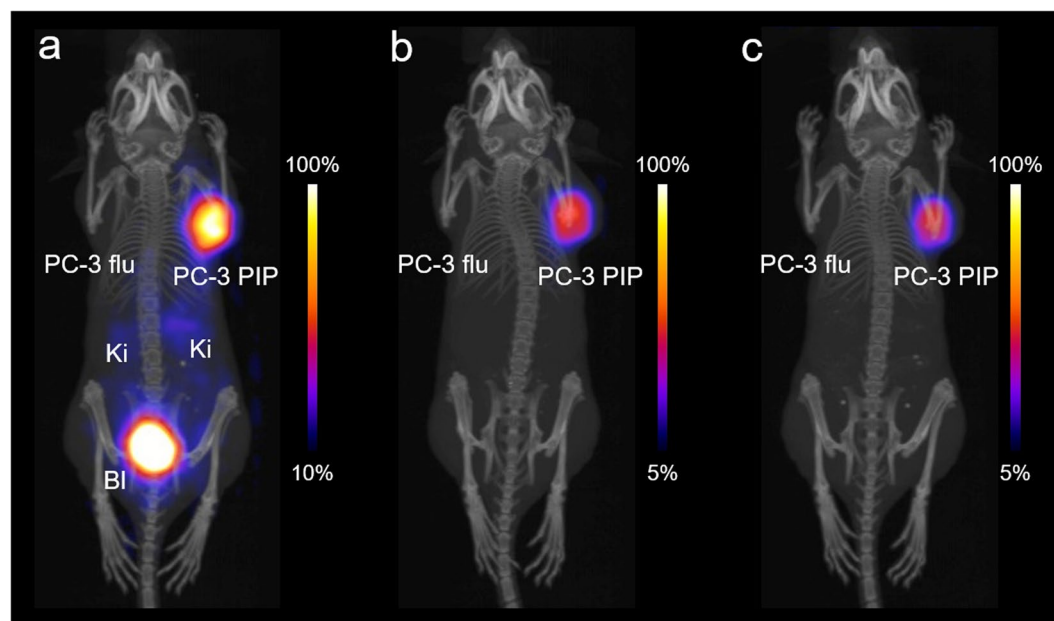 a
100%
PC-3 flu
PC-3 PIP
Ki
Ki
Bl
10%
b
100%
PC-3 flu
PC-3 PIP
5%
c
100%
PC-3 flu
PC-3 PIP
5%